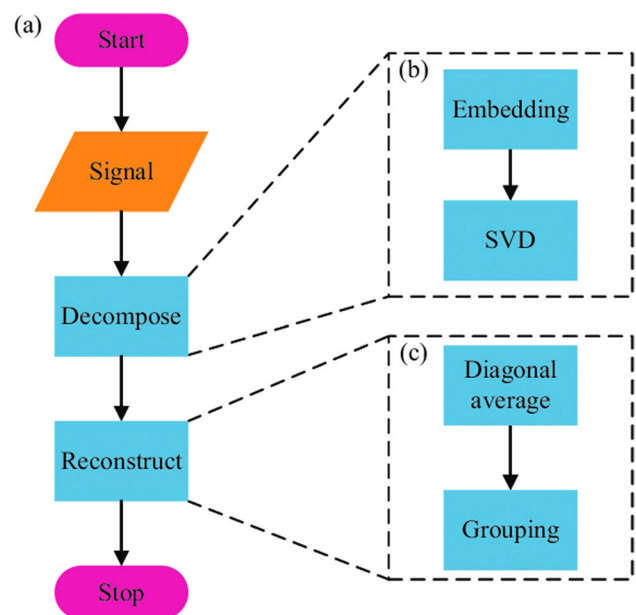 (a)
Start
Signal
Decompose
Reconstruct
Stop
(b)
Embedding
SVD
(c)
Diagonal
average
Grouping